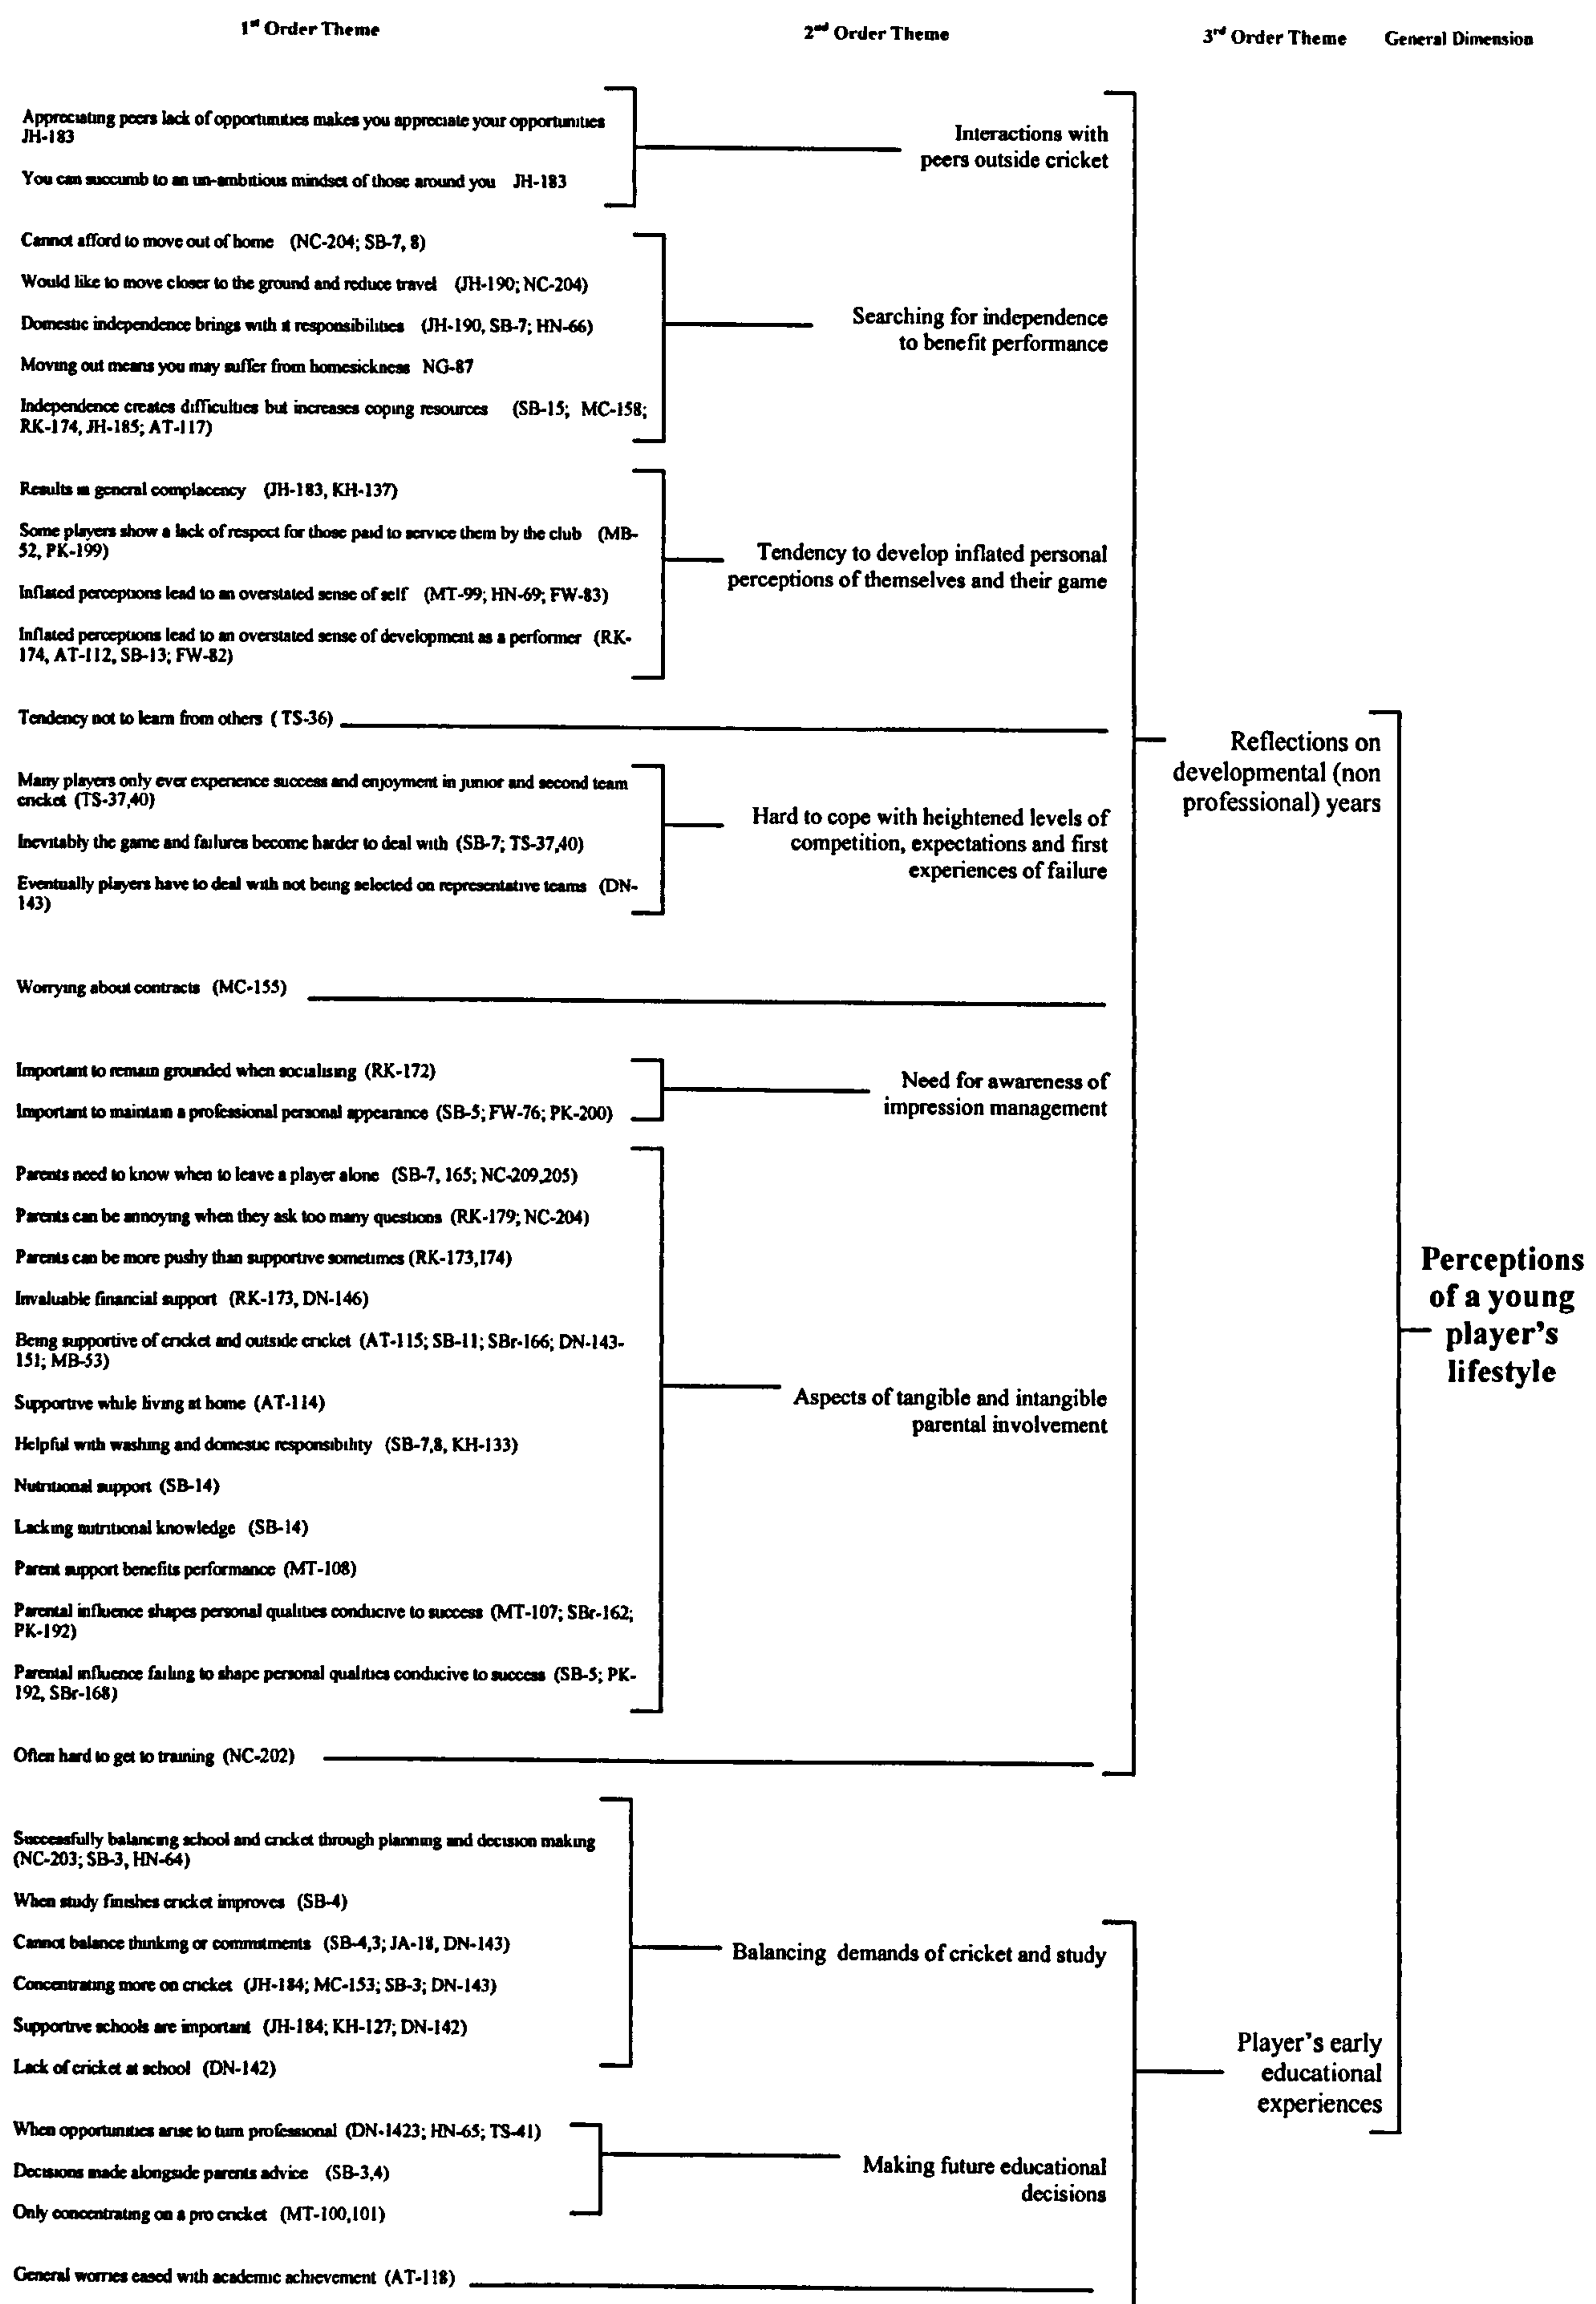 1st Order Theme
2nd Order Theme
3rd Order Theme
General Dimension
Appreciating peers lack of opportunities makes you appreciate your opportunities
JH-183
You can succumb to an un-ambitious mindset of those around you JH-183
Interactions with
peers outside cricket
Cannot afford to move out of home (NC-204; SB-7, 8)
Would like to move closer to the ground and reduce travel (JH-190; NC-204)
Domestic independence brings with it responsibilities (JH-190, SB-7; HN-66)
Moving out means you may suffer from homesickness NG-87
Independence creates difficulties but increases coping resources (SB-15; MC-158;
RK-174, JH-185; AT-117)
Searching for independence
to benefit performance
Results in general complacency (JH-183, KH-137)
Some players show a lack of respect for those paid to service them by the club (MB-
52, PK-199)
Inflated perceptions lead to an overstated sense of self (MT-99; HN-69; FW-83)
Inflated perceptions lead to an overstated sense of development as a performer (RK-
174, AT-112, SB-13; FW-82)
Tendency to develop inflated personal
perceptions of themselves and their game
Tendency not to learn from others ( TS-36)
Many players only ever experience success and enjoyment in junior and second team
cricket (TS-37,40)
Inevitably the game and failures become harder to deal with (SB-7; TS-37,40)
Eventually players have to deal with not being selected on representative teams (DN-
143)
Hard to cope with heightened levels of
competition, expectations and first
experiences of failure
Reflections on
developmental (non
professional) years
Worrying about contracts (MC-155)
Important to remain grounded when socialising (RK-172)
Important to maintain a professional personal appearance (SB-5; FW-76; PK-200)
Need for awareness of
impression management
Parents need to know when to leave a player alone (SB-7, 165; NC-209,205)
Parents can be annoying when they ask too many questions (RK-179; NC-204)
Parents can be more pushy than supportive sometimes (RK-173,174)
Invaluable financial support (RK-173, DN-146)
Being supportive of cricket and outside cricket (AT-115; SB-11; SBr-166; DN-143-
151; MB-53)
Supportive while living at home (AT-114)
Helpful with washing and domestic responsibility (SB-7,8, KH-133)
Nutritional support (SB-14)
Lacking nutritional knowledge (SB-14)
Parent support benefits performance (MT-108)
Parental influence shapes personal qualities conducive to success (MT-107; SBr-162;
PK-192)
Parental influence failing to shape personal qualities conducive to success (SB-5; PK-
192, SBr-168)
Aspects of tangible and intangible
parental involvement
Perceptions
of a young
player's
lifestyle
Often hard to get to training (NC-202)
Successfully balancing school and cricket through planning and decision making
(NC-203; SB-3, HN-64)
When study finishes cricket improves (SB-4)
Cannot balance thinking or commitments (SB-4,3; JA-18, DN-143)
Concentrating more on cricket (JH-184; MC-153; SB-3; DN-143)
Supportive schools are important (JH-184; KH-127; DN-142)
Lack of cricket at school (DN-142)
Balancing demands of cricket and study
Player's early
educational
experiences
When opportunities arise to turn professional (DN-1423; HN-65; TS-41)
Decisions made alongside parents advice (SB-3,4)
Only concentrating on a pro cricket (MT-100,101)
Making future educational
decisions
General worries eased with academic achievement (AT-118)